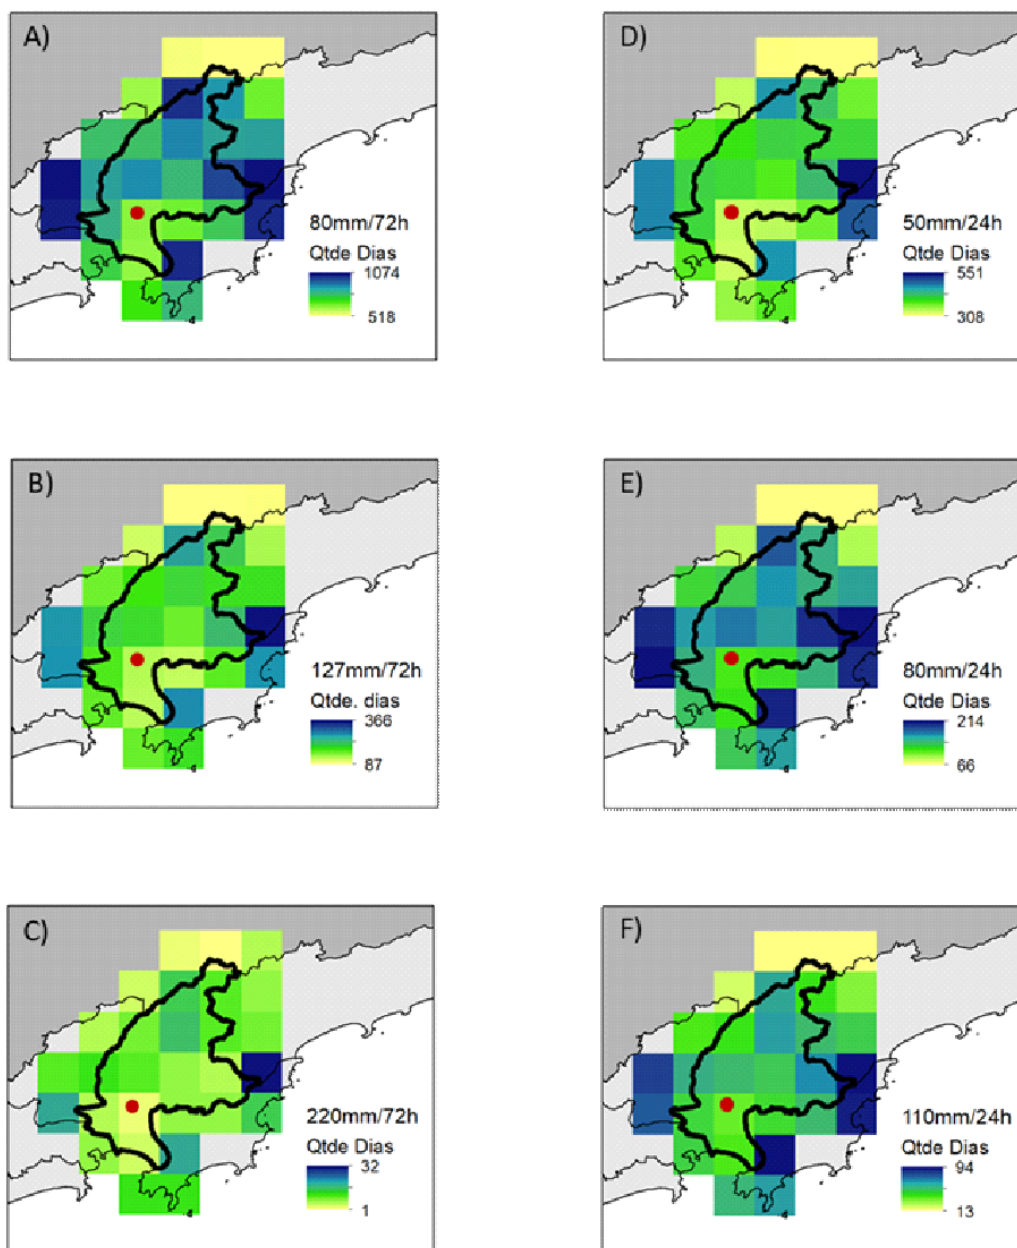 A)
80mm/72h
Qtde Dias
1074
518
D)
50mm/24h
Qtde Dias
551
308
B)
127mm/72h
Qtde. dias
366
87
E)
80mm/24h
Qtde Dias
214
66
C)
220mm/72h
Qtde Dias
32
1
F)
110mm/24h
Qtde Dias
94
13